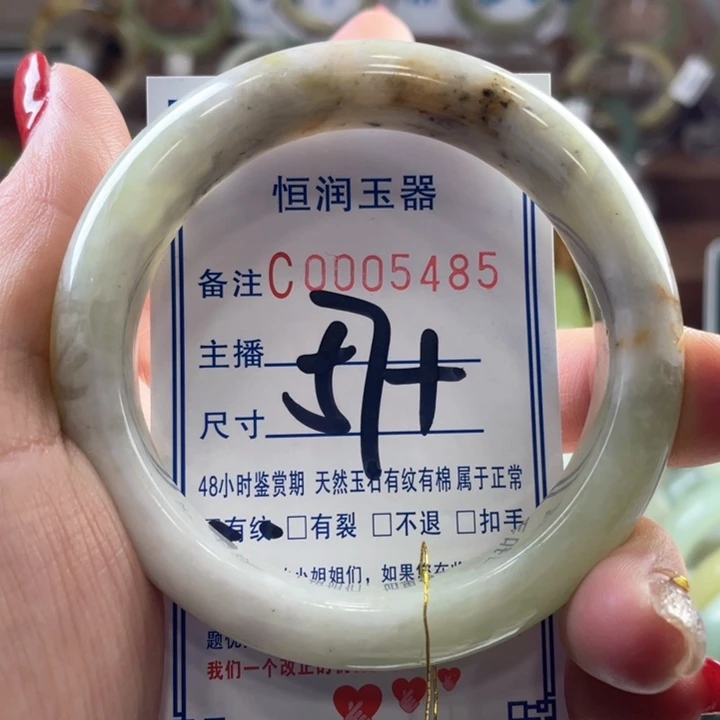 恒润玉器
备注C0005485
主播
尺寸
48小时鉴赏期 天然玉石有纹有棉 属于正常
有纹 □有裂 □不退 □扣手
小姐姐们，如果您在
题
我们一个改正的